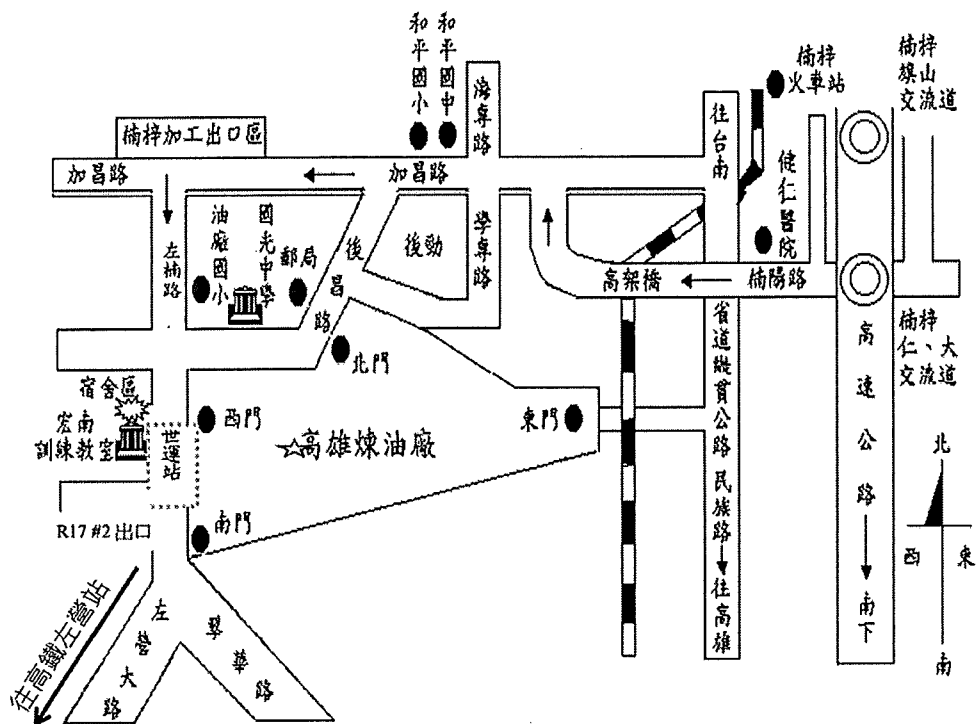 和平國小
和平國中
海專路
楠梓火車站
楠梓旗山交流道
往台南
楠梓加工出口區
加昌路
加昌路
健仁醫院
左楠路
油廠國小
國光中學
郵局
後昌路
後勁
學專路
高架橋
楠陽路
北門
省道縱貫公路
民族路
往高雄
高速公路
南下
楠梓
仁、大
交流道
宿舍區
宏南
訓練教室
世運站
西門
☆高雄煉油廠
東門
北
西
東
南
R17 #2 出口
南門
往高鐵左營站
左營大路
翠華路